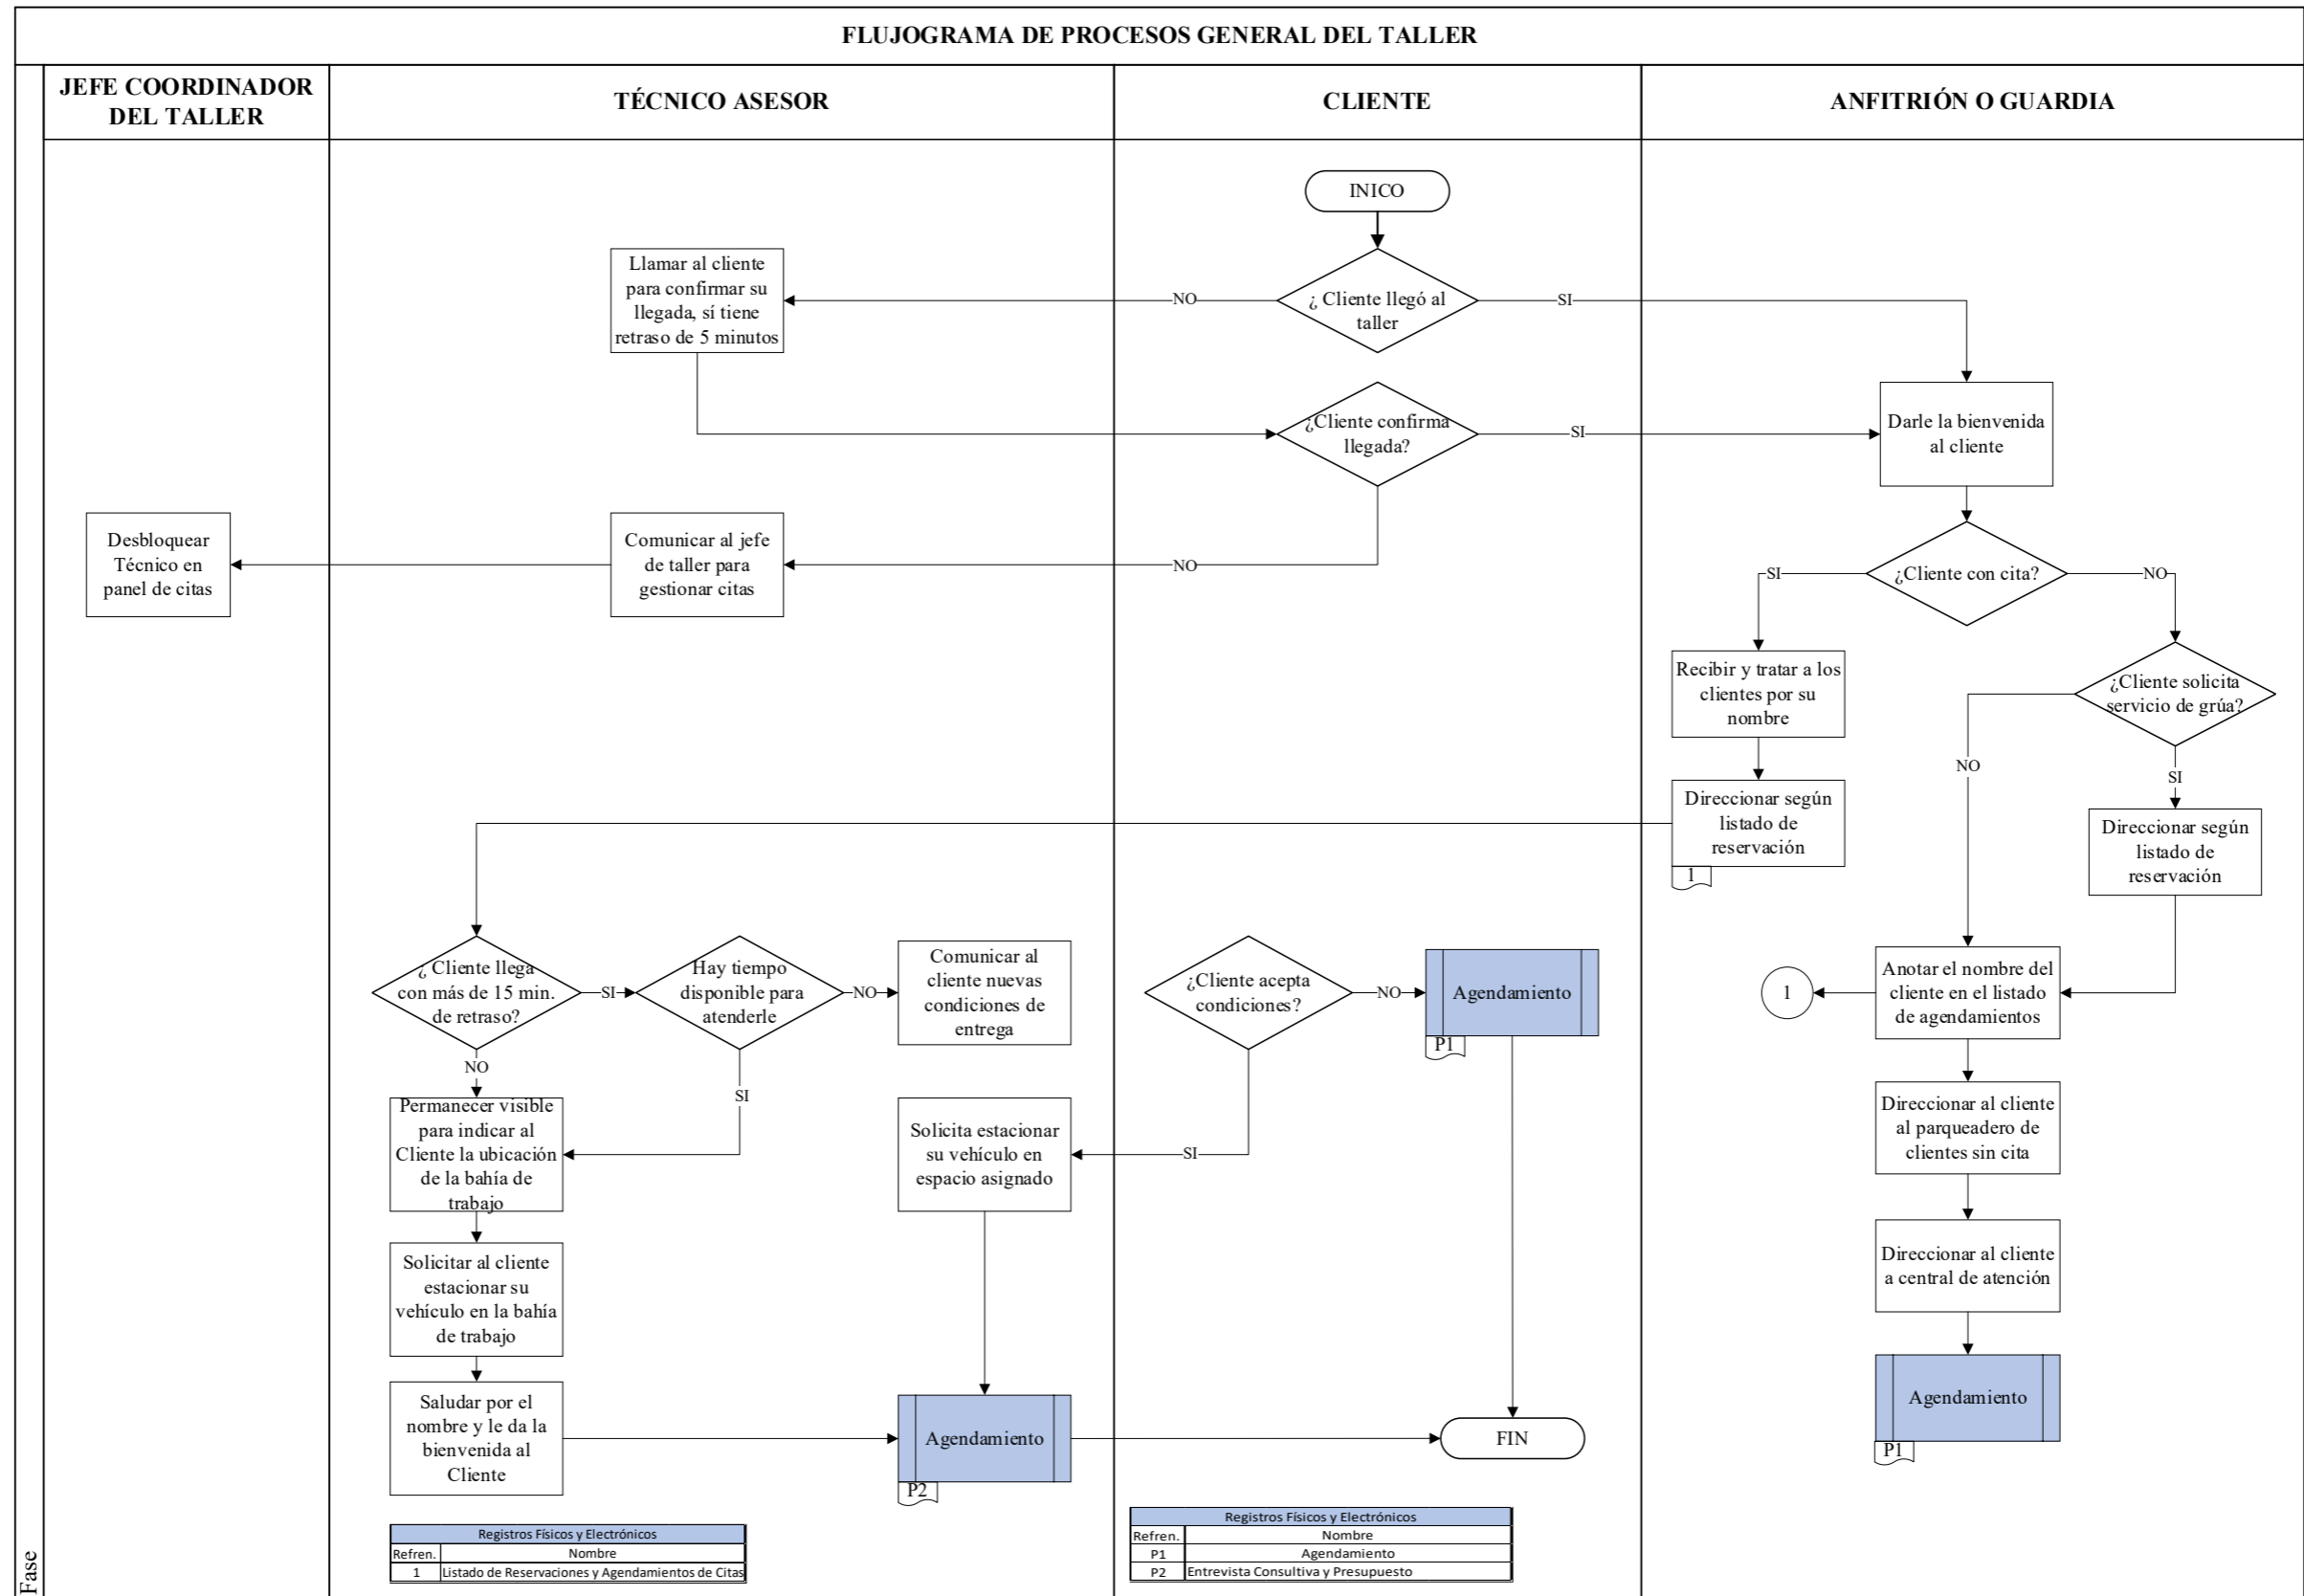 FLUJOGRAMA DE PROCESOS GENERAL DEL TALLER
JEFE COORDINADOR
DEL TALLER
TÉCNICO ASESOR
CLIENTE
ANFITRIÓN O GUARDIA
INICO
Llamar al cliente
para confirmar su
llegada, sí tiene
retraso de 5 minutos
NO
¿ Cliente llegó al
taller
SI
¿Cliente confirma
llegada?
SI
Darle la bienvenida
al cliente
Desbloquear
Técnico en
panel de citas
Comunicar al jefe
de taller para
gestionar citas
NO
SI
¿Cliente con cita?
NO
Recibir y tratar a los
clientes por su
nombre
¿Cliente solicita
servicio de grúa?
NO
SI
Direccionar según
listado de
reservación
1
Direccionar según
listado de
reservación
¿ Cliente llega
con más de 15 min.
de retraso?
SI
Hay tiempo
disponible para
atenderle
NO
Comunicar al
cliente nuevas
condiciones de
entrega
¿Cliente acepta
condiciones?
NO
Agendamiento
P1
1
Anotar el nombre del
cliente en el listado
de agendamientos
NO
SI
Permanecer visible
para indicar al
Cliente la ubicación
de la bahía de
trabajo
Solicita estacionar
su vehículo en
espacio asignado
SI
Direccionar al cliente
al parqueadero de
clientes sin cita
Solicitar al cliente
estacionar su
vehículo en la bahía
de trabajo
Direccionar al cliente
a central de atención
Saludar por el
nombre y le da la
bienvenida al
Cliente
Agendamiento
P2
FIN
Agendamiento
P1
Registros Físicos y Electrónicos
Refren. Nombre
1 Listado de Reservaciones y Agendamientos de Citas
Registros Físicos y Electrónicos
Refren. Nombre
P1 Agendamiento
P2 Entrevista Consultiva y Presupuesto
Fase